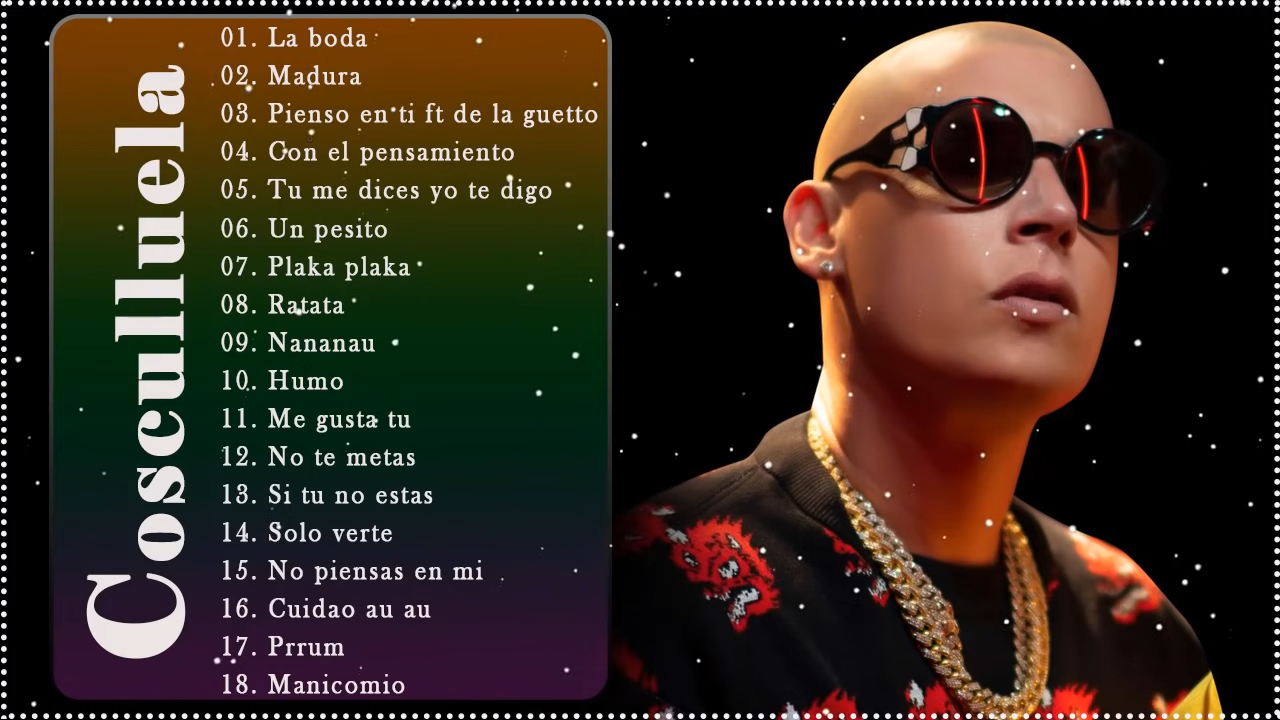 Cosculluela
01. La boda
02. Madura
03. Pienso en ti ft de la guetto
04. Con el pensamiento
05. Tu me dices yo te digo
06. Un pesito
07. Plaka plaka
08. Ratata
09. Nananau
10. Humo
11. Me gusta tu
12. No te metas
13. Si tu no estas
14. Solo verte
15. No piensas en mi
16. Cuidao au au
17. Prrum
18. Manicomio